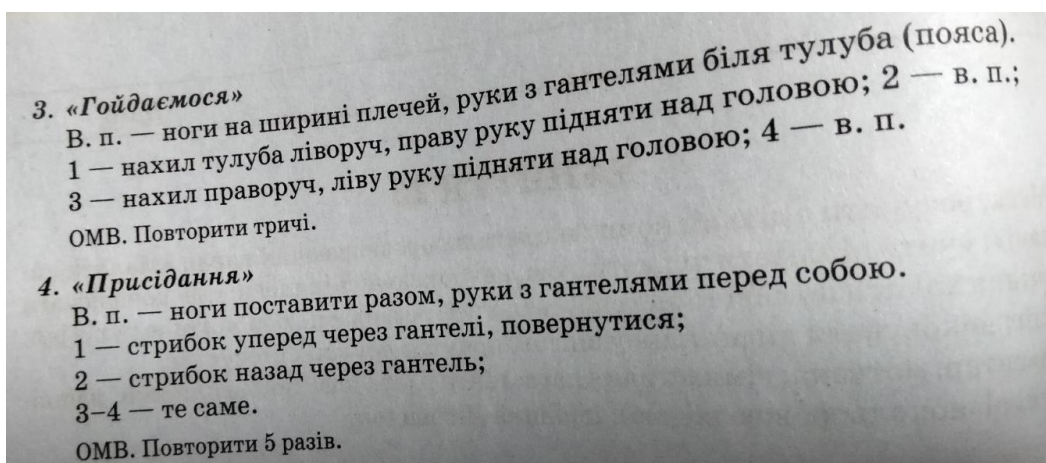 3. «Гойдаємося»
В. п. — ноги на ширині плечей, руки з гантелями біля тулуба (пояса).
1 — нахил тулуба ліворуч, праву руку підняти над головою; 2 — в. п.;
3 — нахил праворуч, ліву руку підняти над головою; 4 — в. п.
ОМВ. Повторити тричі.
4. «Присідання»
В. п. — ноги поставити разом, руки з гантелями перед собою.
1 — стрибок уперед через гантелі, повернутися;
2 — стрибок назад через гантель;
3–4 — те саме.
ОМВ. Повторити 5 разів.